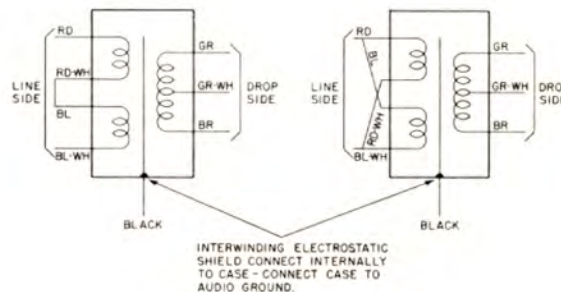 RD
RD-WH
BL
BL-WH
LINE
SIDE
GR
GR-WH
BR
DROP
SIDE
BLACK
RD
BL
RD-WH
BL-WH
LINE
SIDE
GR
GR-WH
BR
DRO
SIDE
BLACK
INTERWINDING ELECTROSTATIC
SHIELD CONNECT INTERNALLY
TO CASE - CONNECT CASE TO
AUDIO GROUND.